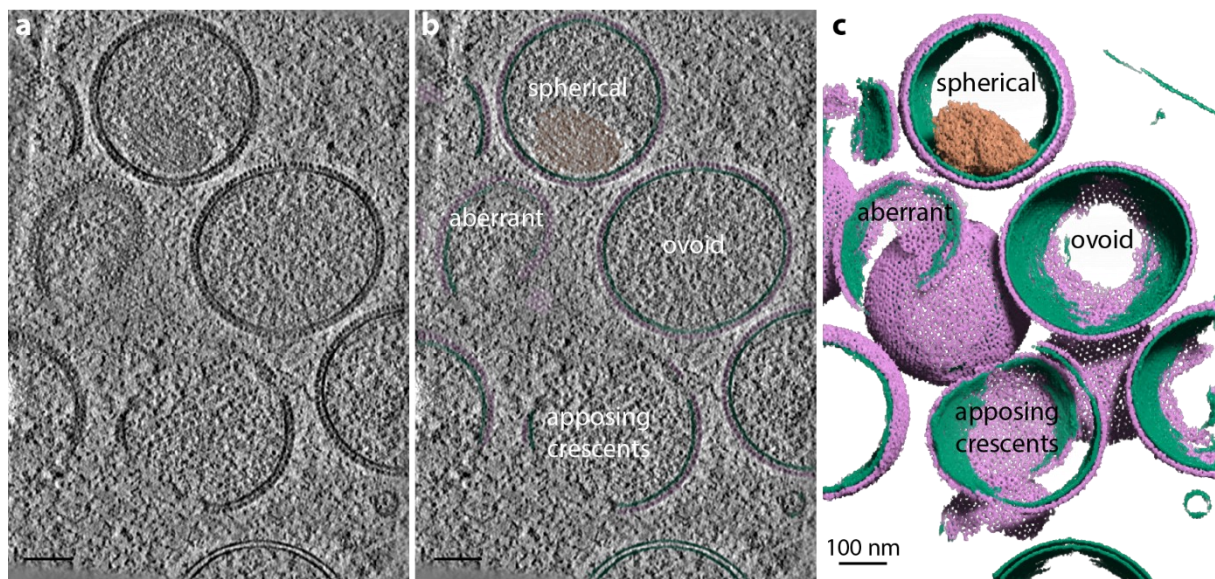 a
b
c
spherical
aberrant
ovoid
apposing
crescents
spherical
aberrant
ovoid
apposing
crescents
100 nm